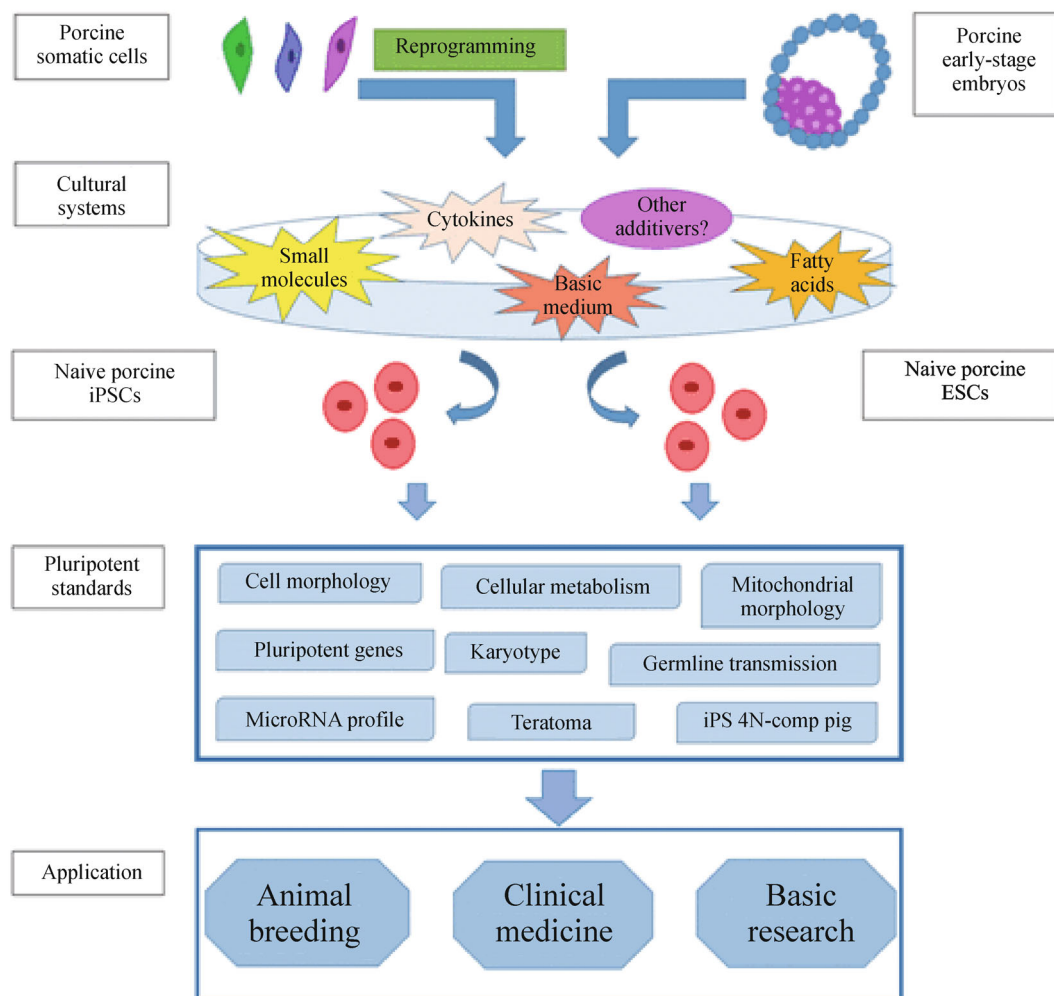 Porcine
somatic cells
Reprogramming
Porcine
early-stage
embryos
Cultural
systems
Cytokines
Other
additivers?
Small
molecules
Basic
medium
Fatty
acids
Naive porcine
iPSCs
Naive porcine
ESCs
Pluripotent
standards
Cell morphology
Cellular metabolism
Mitochondrial
morphology
Pluripotent genes
Karyotype
Germline transmission
MicroRNA profile
Teratoma
iPS 4N-comp pig
Application
Animal
breeding
Clinical
medicine
Basic
research